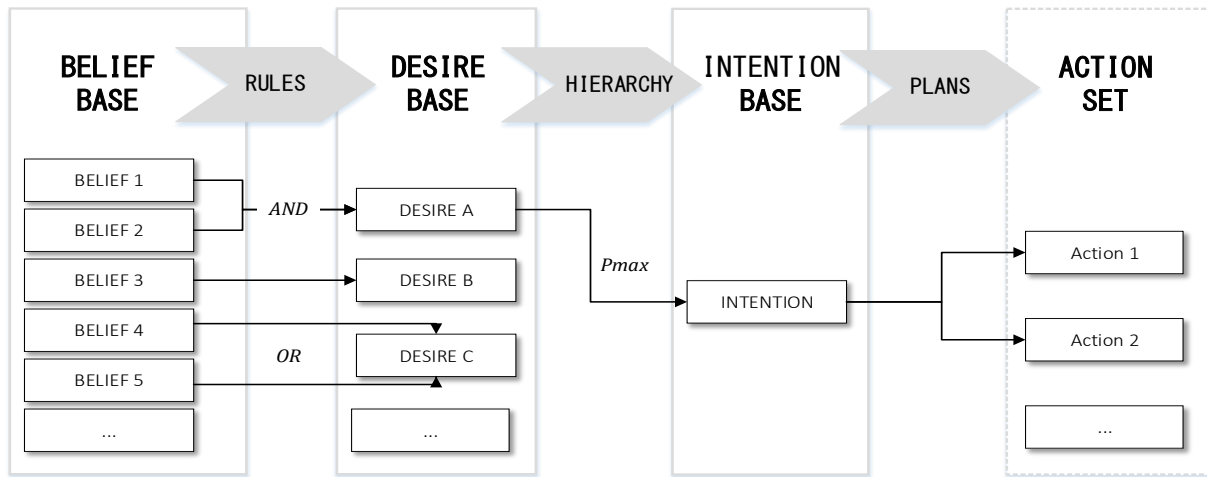 BELIEF
BASE
RULES
DESIRE
BASE
HIERARCHY
INTENTION
BASE
PLANS
ACTION
SET
BELIEF 1
BELIEF 2
BELIEF 3
BELIEF 4
BELIEF 5
...
AND
OR
DESIRE A
DESIRE B
DESIRE C
...
Pmax
INTENTION
Action 1
Action 2
...